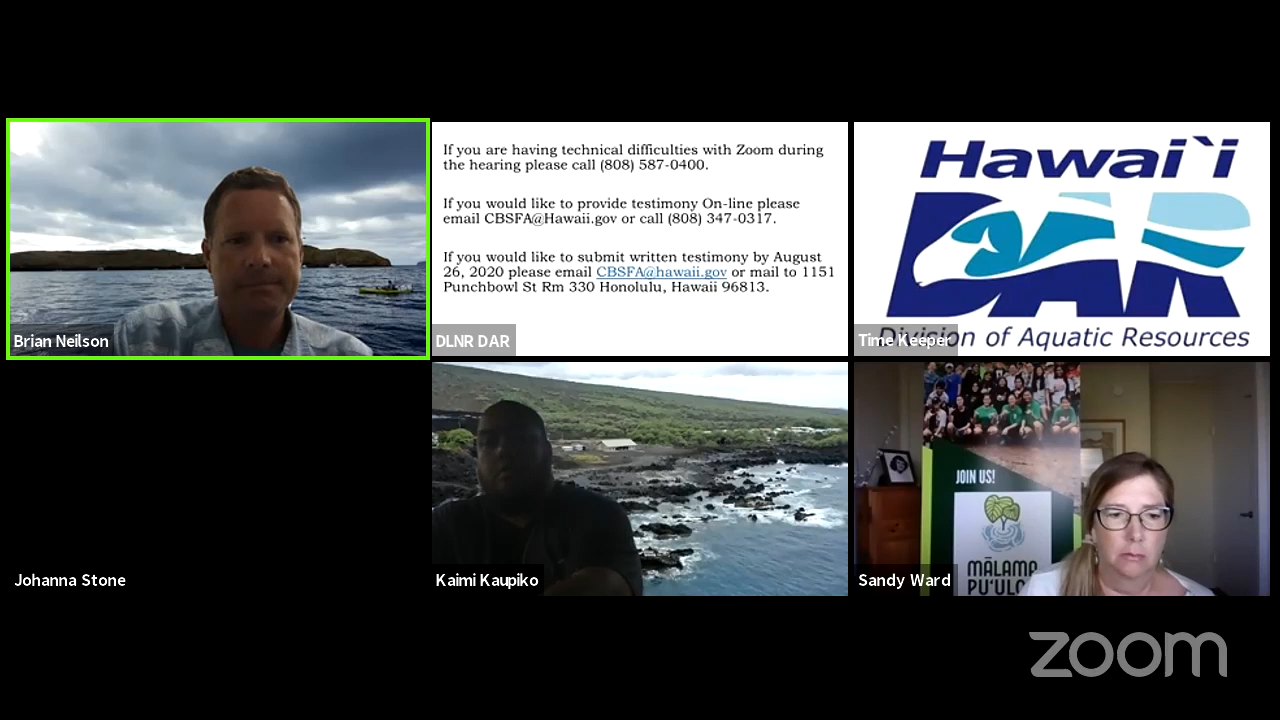 If you are having technical difficulties with Zoom during
the hearing please call (808) 587-0400.
If you would like to provide testimony On-line please
email CBSFA@Hawaii.gov or call (808) 347-0317.
If you would like to submit written testimony by August
26, 2020 please email CBSFA@hawaii.gov or mail to 1151
Punchbowl St Rm 330 Honolulu, Hawaii 96813.
Hawai`i
DAR
Division of Aquatic Resources
Brian Neilson
DLNR DAR
Time Keeper
JOIN US!
MĀLAMA
Johanna Stone
Kaimi Kaupiko
Sandy Ward
zoom